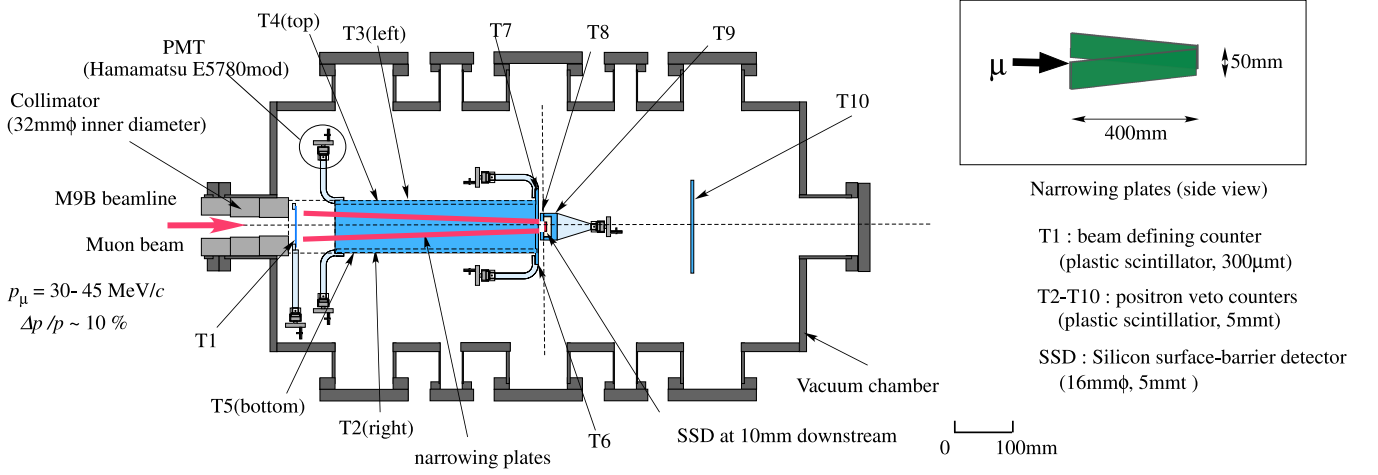 T4(top)
T3(left)
T7
T8
T9
PMT
(Hamamatsu E5780mod)
Collimator
(32mmϕ inner diameter)
T10
M9B beamline
Muon beam
pμ = 30- 45 MeV/c
Δp /p ~ 10 %
T1
T5(bottom)
T2(right)
narrowing plates
T6
SSD at 10mm downstream
Vacuum chamber
0
100mm
μ
50mm
400mm
Narrowing plates (side view)
T1 : beam defining counter
(plastic scintillator, 300μmt)
T2-T10 : positron veto counters
(plastic scintillatior, 5mmt)
SSD : Silicon surface-barrier detector
(16mmϕ, 5mmt )